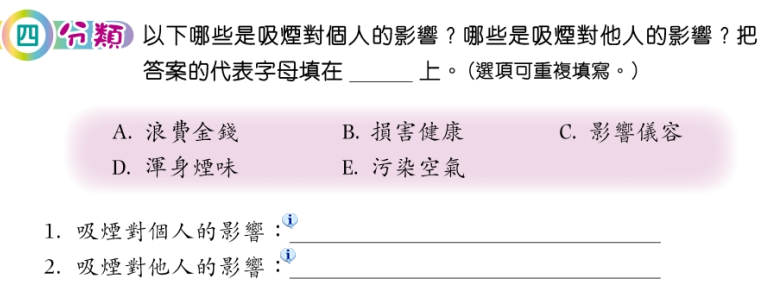 四 分類 以下哪些是吸煙對個人的影響？哪些是吸煙對他人的影響？把
答案的代表字母填在 ______ 上。(選項可重複填寫。)
A. 浪費金錢 B. 損害健康 C. 影響儀容
D. 渾身煙味 E. 污染空氣
1. 吸煙對個人的影響：______
2. 吸煙對他人的影響：______